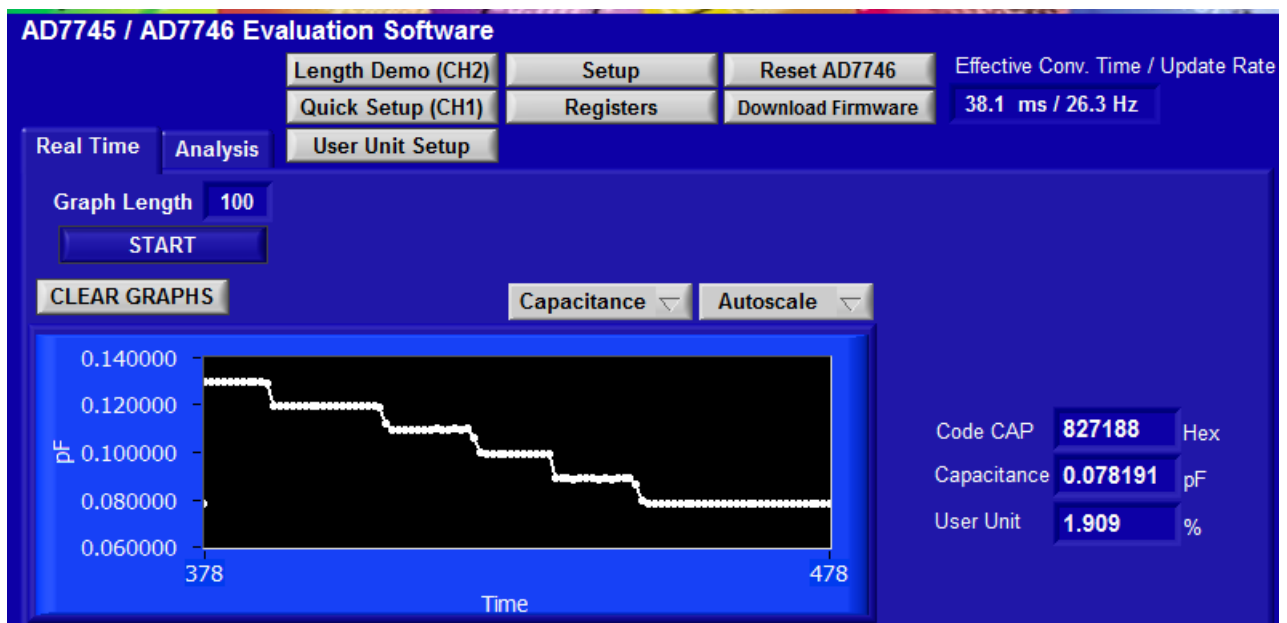 AD7745 / AD7746 Evaluation Software
Length Demo (CH2) Setup Reset AD7746 Effective Conv. Time / Update Rate
Quick Setup (CH1) Registers Download Firmware 38.1 ms / 26.3 Hz
Real Time Analysis User Unit Setup
Graph Length 100
START
CLEAR GRAPHS Capacitance Autoscale
0.140000
0.120000
0.100000
0.080000
0.060000
pF
378 478
Time
Code CAP 827188 Hex
Capacitance 0.078191 pF
User Unit 1.909 %